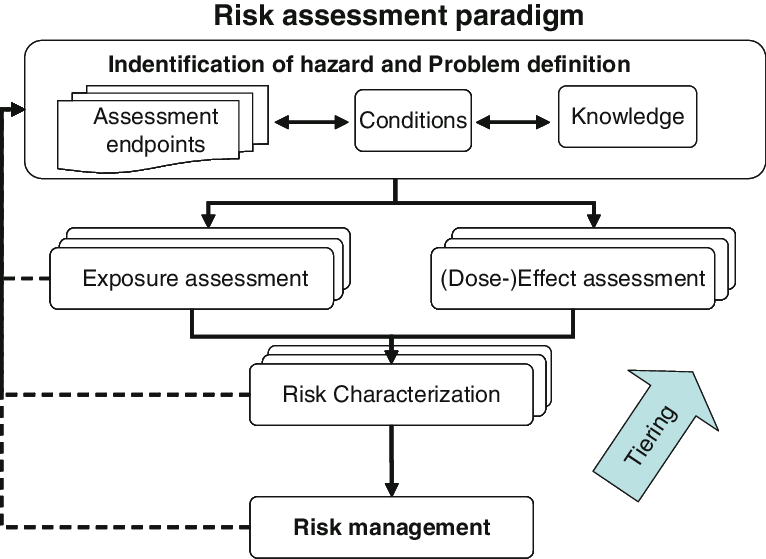 Risk assessment paradigm
Indentification of hazard and Problem definition
Assessment
endpoints
Conditions
Knowledge
Exposure assessment
(Dose-)Effect assessment
Risk Characterization
Tiering
Risk management